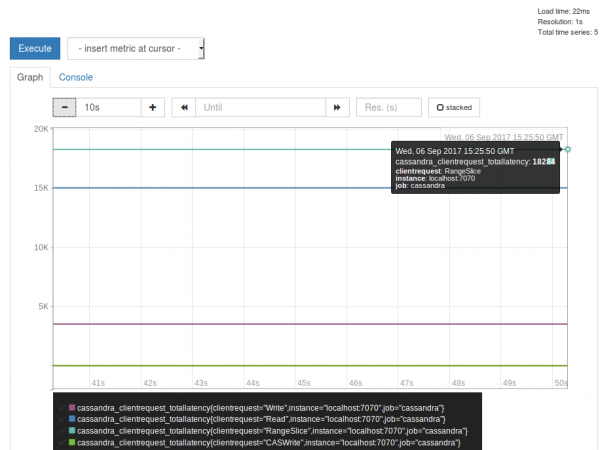 Load time: 22ms
Resolution: 1s
Total time series: 5
Execute
- insert metric at cursor -
Graph
Console
10s
Until
Res. (s)
stacked
20K
Wed, 06 Sep 2017 15:25:50 GMT
Wed, 06 Sep 2017 15:25:50 GMT
cassandra_clientrequest_totallatency: 18284
clientrequest: RangeSlice
instance: localhost:7070
job: cassandra
15K
10K
5K
41s 42s 43s 44s 45s 46s 47s 48s 49s 50s
cassandra_clientrequest_totallatency{clientrequest="Write",instance="localhost:7070",job="cassandra"}
cassandra_clientrequest_totallatency{clientrequest="Read",instance="localhost:7070",job="cassandra"}
cassandra_clientrequest_totallatency{clientrequest="RangeSlice",instance="localhost:7070",job="cassandra"}
cassandra_clientrequest_totallatency{clientrequest="CASWrite",instance="localhost:7070",job="cassandra"}